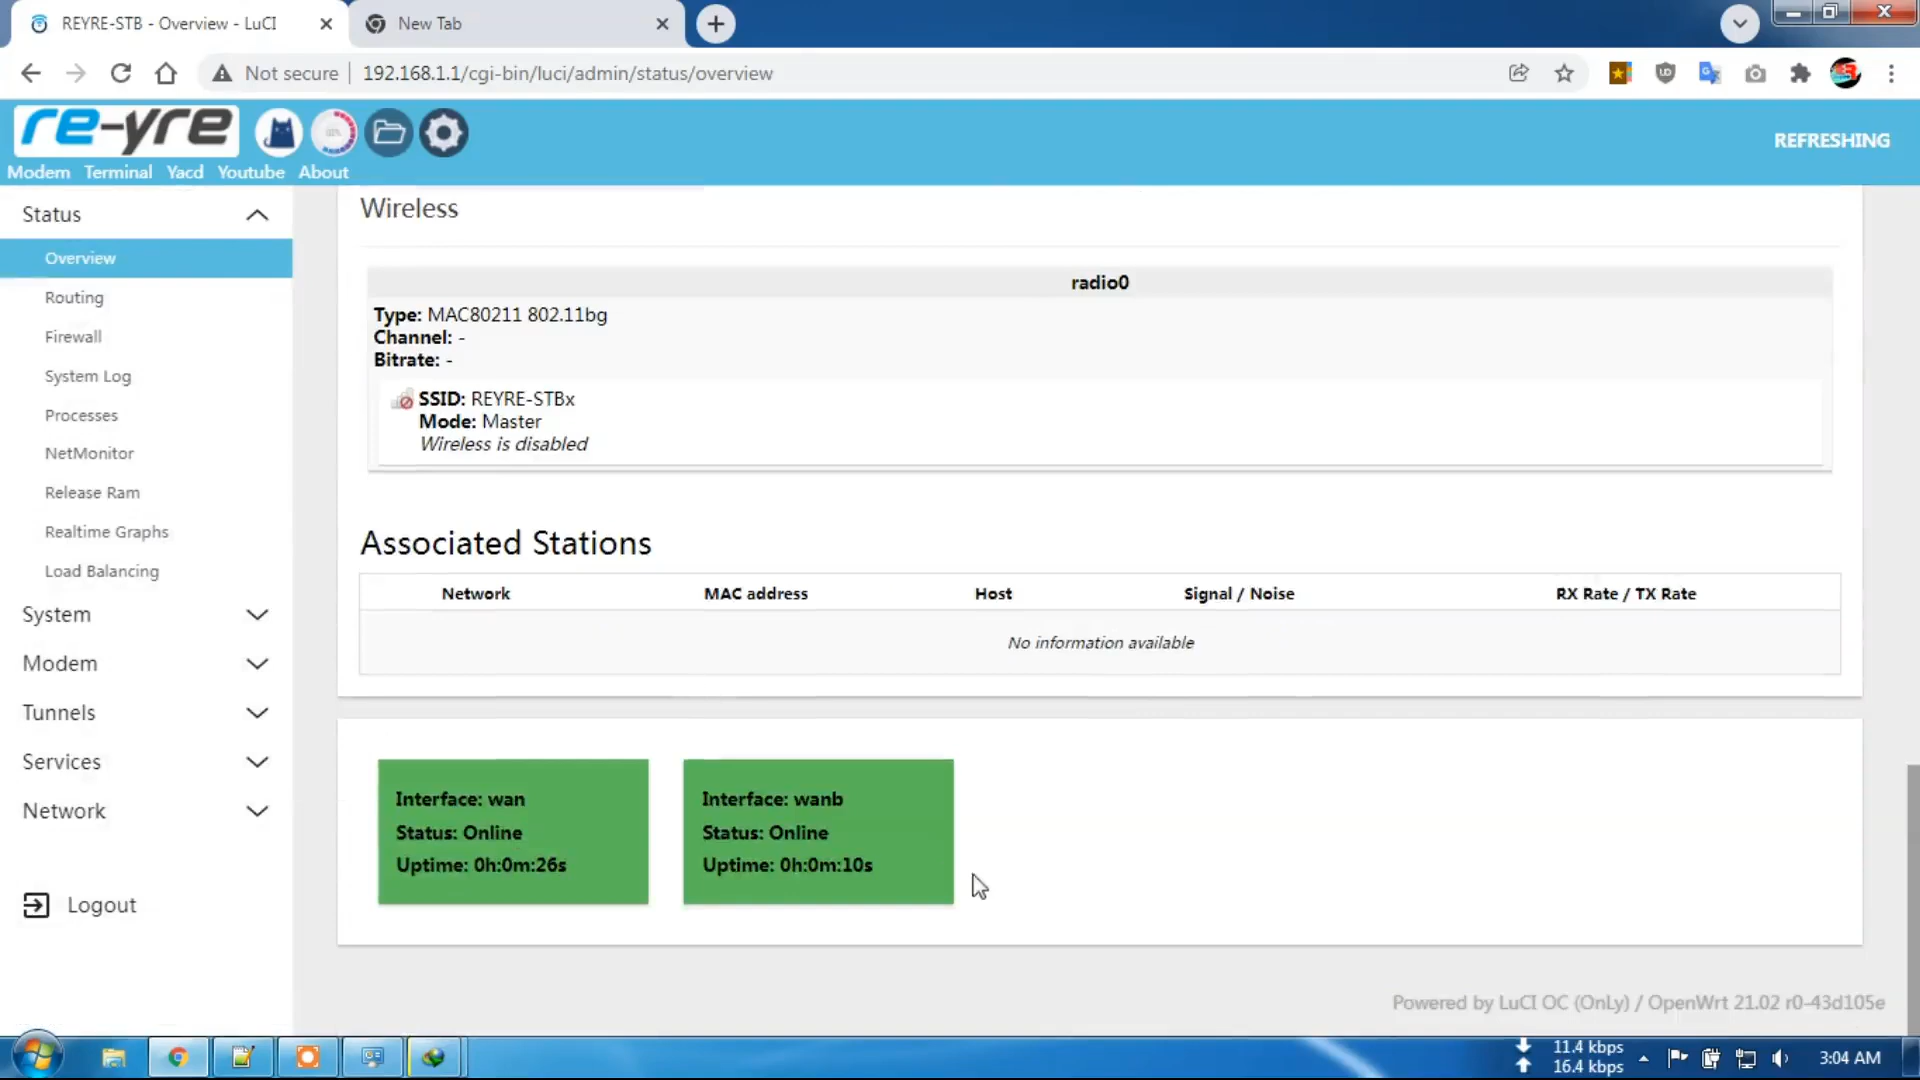 REYRE-STB - Overview - LuCI
New Tab
Not secure
192.168.1.1/cgi-bin/luci/admin/status/overview
re-yre
REFRESHING
Modem Terminal Yacd Youtube About
Status
Overview
Routing
Firewall
System Log
Processes
NetMonitor
Release Ram
Realtime Graphs
Load Balancing
System
Modem
Tunnels
Services
Network
Logout
Wireless
radio0
Type: MAC80211 802.11bg
Channel: -
Bitrate: -
SSID: REYRE-STBx
Mode: Master
Wireless is disabled
Associated Stations
Network MAC address Host Signal / Noise RX Rate / TX Rate
No information available
Interface: wan
Status: Online
Uptime: 0h:0m:26s
Interface: wanb
Status: Online
Uptime: 0h:0m:10s
Powered by LuCI OC (OnLy) / OpenWrt 21.02 r0-43d105e
11.4 kbps
16.4 kbps
3:04 AM